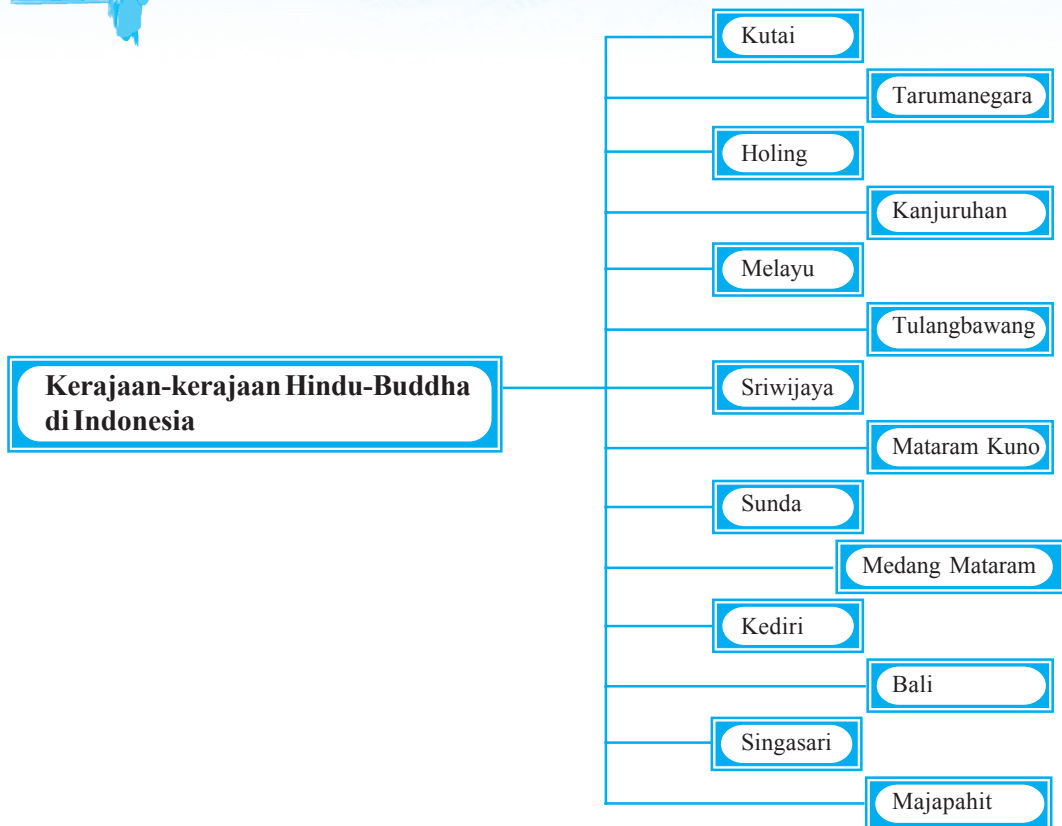 Kutai
Tarumanegara
Holing
Kanjuruhan
Melayu
Tulangbawang
Kerajaan-kerajaan Hindu-Buddha
di Indonesia
Sriwijaya
Mataram Kuno
Sunda
Medang Mataram
Kediri
Bali
Singasari
Majapahit